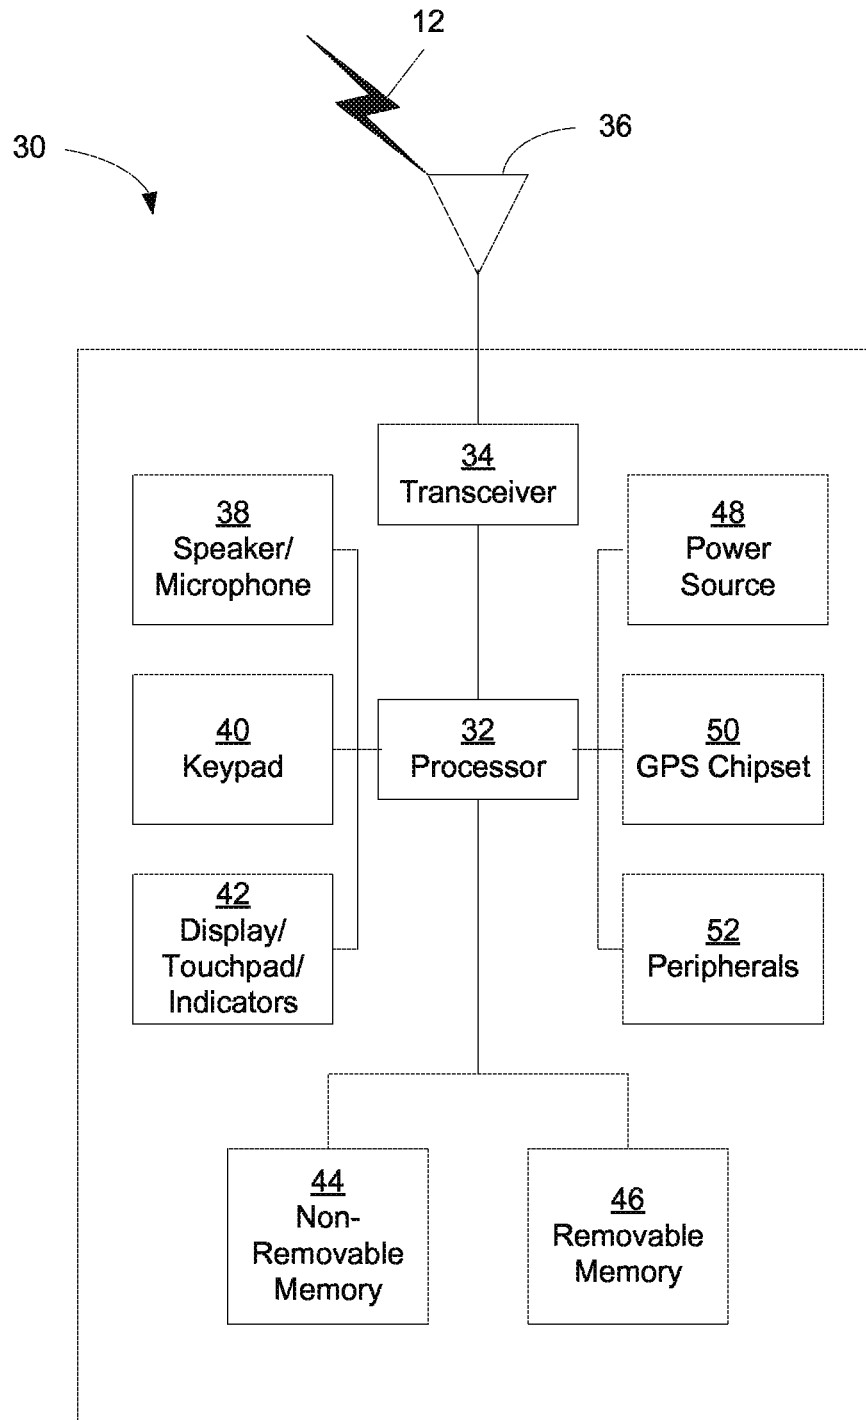 12
36
30
34
Transceiver
38
Speaker/
Microphone
48
Power
Source
40
Keypad
32
Processor
50
GPS Chipset
42
Display/
Touchpad/
Indicators
52
Peripherals
44
Non-
Removable
Memory
46
Removable
Memory